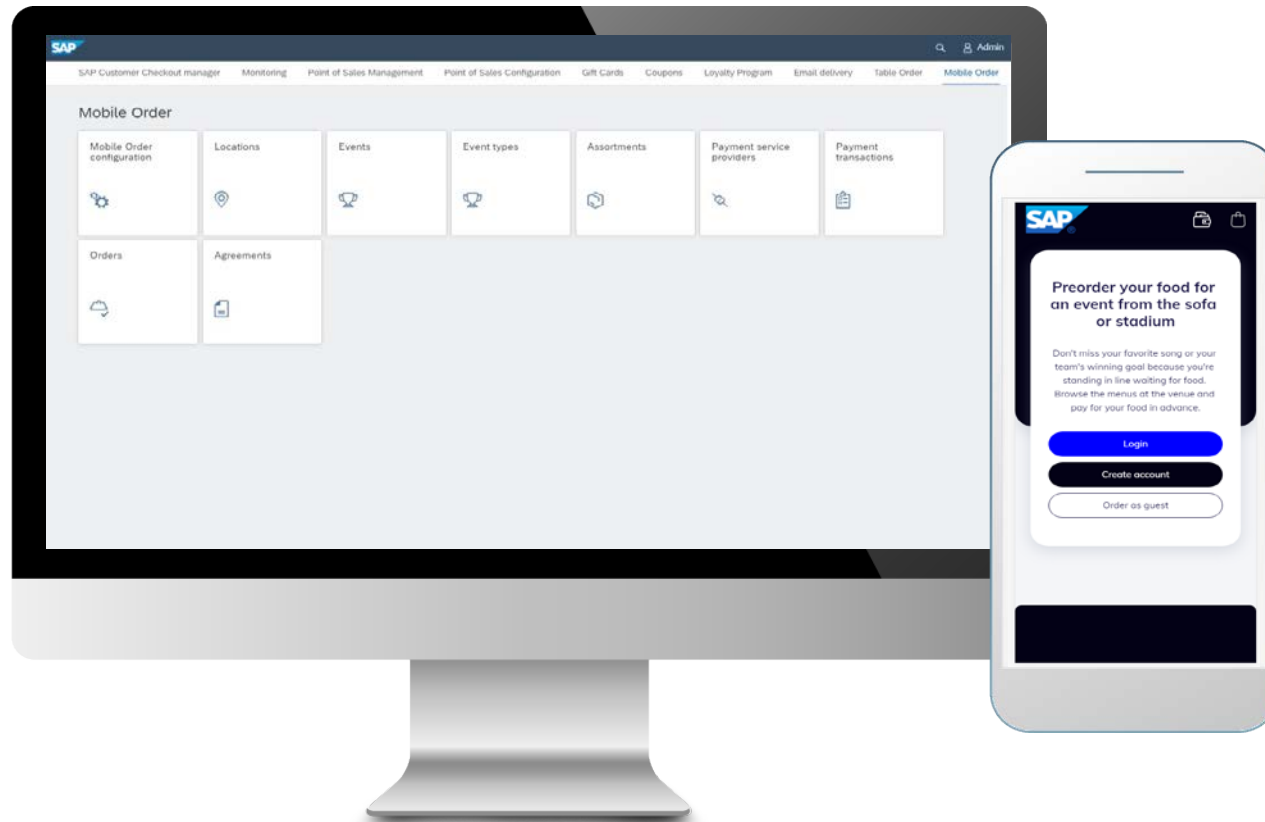 SAP
Admin
SAP Customer Checkout manager Monitoring Point of Sales Management Point of Sales Configuration Gift Cards Coupons Loyalty Program Email delivery Table Order Mobile Order
Mobile Order
Mobile Order
configuration
Locations
Events
Event types
Assortments
Payment service
providers
Payment
transactions
Orders
Agreements
SAP®
Preorder your food for
an event from the sofa
or stadium
Don't miss your favorite song or your
team's winning goal because you're
standing in line waiting for food.
Browse the menus at the venue and
pay for your food in advance.
Login
Create account
Order as guest